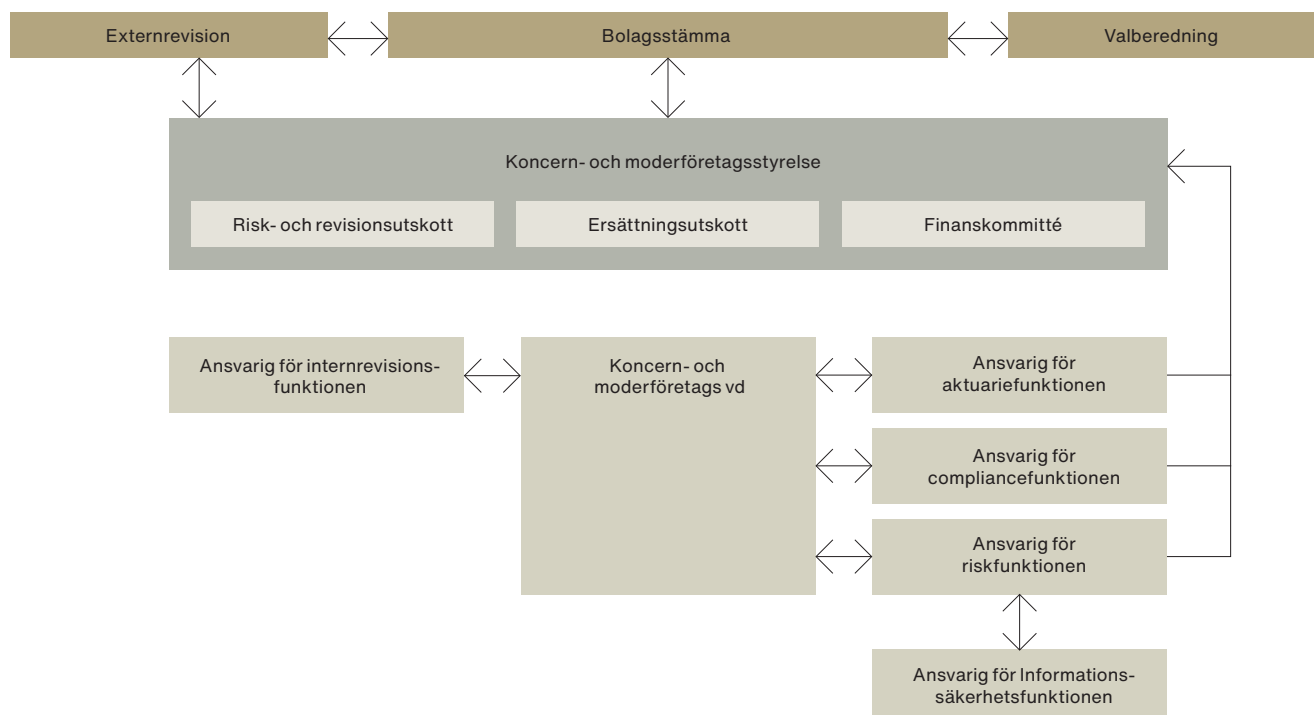 Externrevision
Bolagsstämma
Valberedning
Koncern- och moderföretagsstyrelse
Risk- och revisionsutskott
Ersättningsutskott
Finanskommitté
Ansvarig för internrevisions-
funktionen
Koncern- och
moderföretags vd
Ansvarig för
aktuariefunktionen
Ansvarig för
compliancefunktionen
Ansvarig för
riskfunktionen
Ansvarig för Informations-
säkerhetsfunktionen